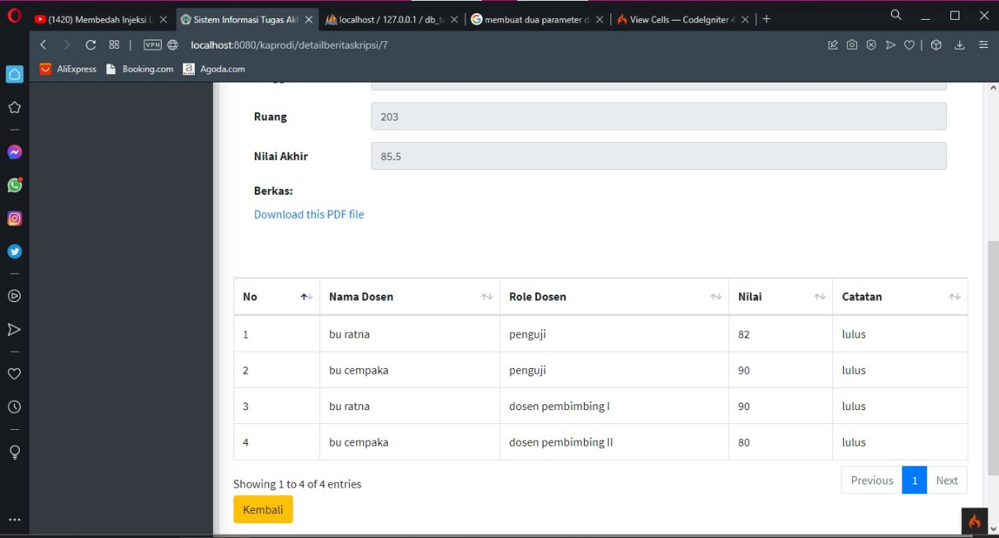 (1420) Membedah Injeksi
Sistem Informasi Tugas Ak
localhost / 127.0.0.1 / db_ta
membuat dua parameter d
View Cells — CodeIgniter 4
VPN
localhost:8080/kaprodi/detailberitaskripsi/7
AliExpress
Booking.com
Agoda.com
Ruang
203
Nilai Akhir
85.5
Berkas:
Download this PDF file
No Nama Dosen Role Dosen Nilai Catatan
1 bu ratna penguji 82 lulus
2 bu cempaka penguji 90 lulus
3 bu ratna dosen pembimbing I 90 lulus
4 bu cempaka dosen pembimbing II 80 lulus
Showing 1 to 4 of 4 entries
Previous 1 Next
Kembali